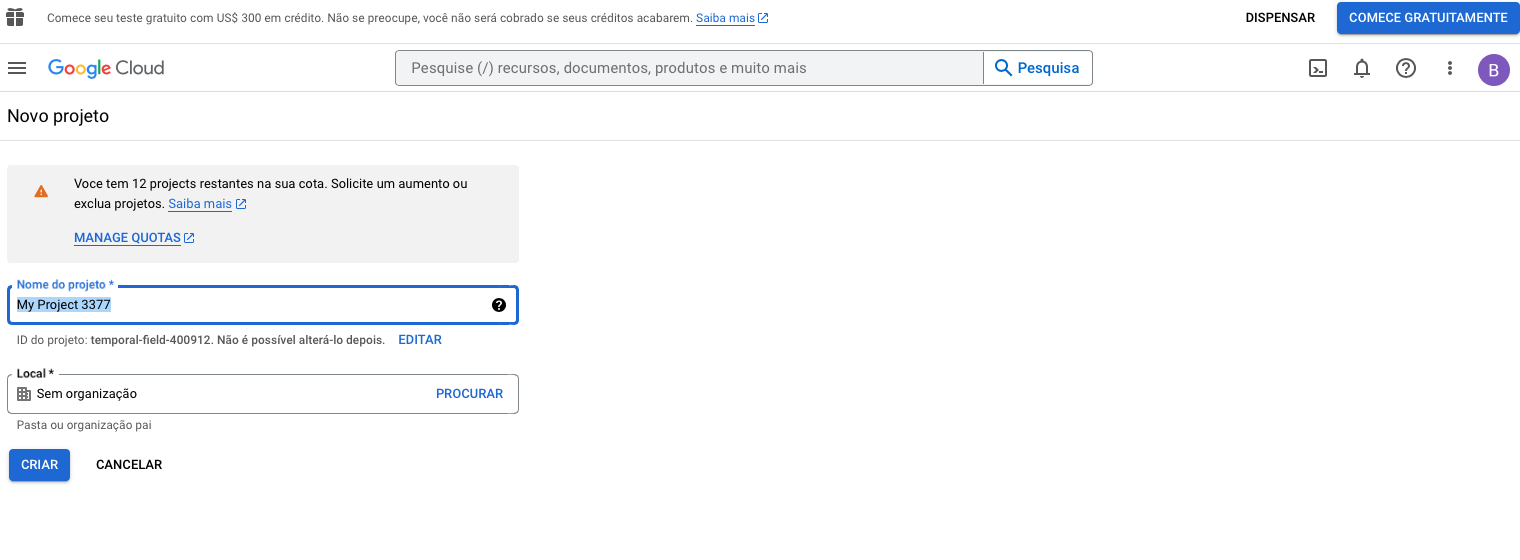 Comece seu teste gratuito com US$ 300 em crédito. Não se preocupe, você não será cobrado se seus créditos acabarem. Saiba mais
DISPENSAR
COMECE GRATUITAMENTE
Google Cloud
Pesquise (/) recursos, documentos, produtos e muito mais
Pesquisa
B
Novo projeto
Voce tem 12 projects restantes na sua cota. Solicite um aumento ou
exclua projetos. Saiba mais
MANAGE QUOTAS
Nome do projeto *
My Project 3377
ID do projeto: temporal-field-400912. Não é possível alterá-lo depois. EDITAR
Local *
Sem organização
PROCURAR
Pasta ou organização pai
CRIAR
CANCELAR